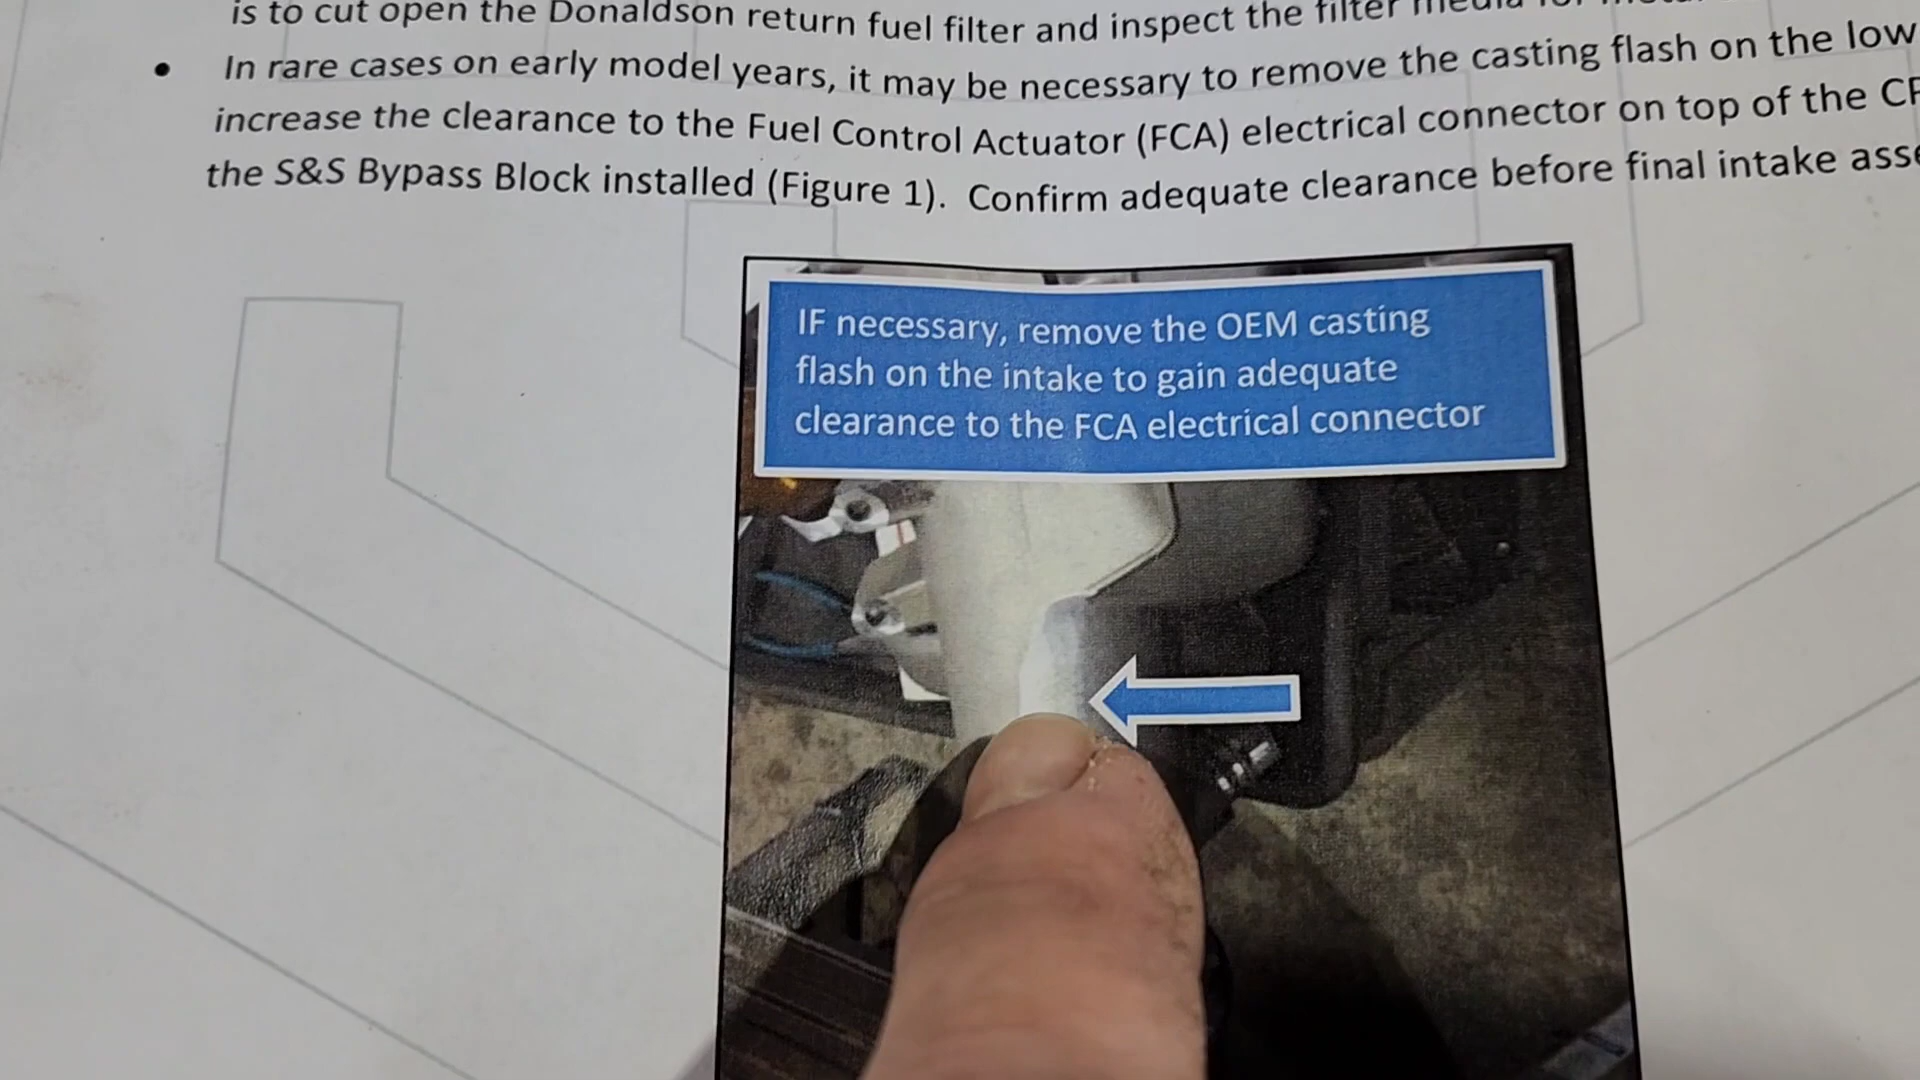 is to cut open the Donaldson return fuel filter and inspect the filter media for
• In rare cases on early model years, it may be necessary to remove the casting flash on the low
increase the clearance to the Fuel Control Actuator (FCA) electrical connector on top of the
the S&S Bypass Block installed (Figure 1). Confirm adequate clearance before final intake
IF necessary, remove the OEM casting
flash on the intake to gain adequate
clearance to the FCA electrical connector